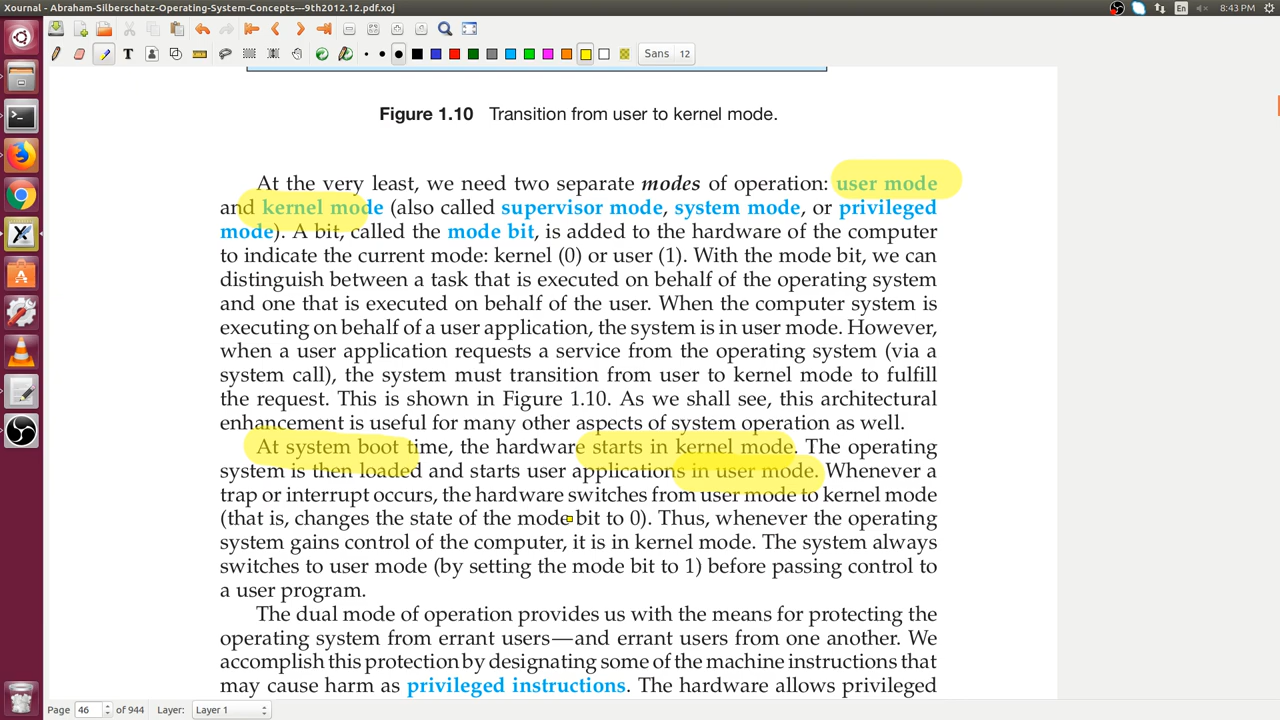 Xournal - Abraham-Silberschatz-Operating-System-Concepts---9th2012.12.pdf.xoj
En
8:43 PM
T
Sans 12
Figure 1.10 Transition from user to kernel mode.
At the very least, we need two separate modes of operation: user mode
and kernel mode (also called supervisor mode, system mode, or privileged
mode). A bit, called the mode bit, is added to the hardware of the computer
to indicate the current mode: kernel (0) or user (1). With the mode bit, we can
distinguish between a task that is executed on behalf of the operating system
and one that is executed on behalf of the user. When the computer system is
executing on behalf of a user application, the system is in user mode. However,
when a user application requests a service from the operating system (via a
system call), the system must transition from user to kernel mode to fulfill
the request. This is shown in Figure 1.10. As we shall see, this architectural
enhancement is useful for many other aspects of system operation as well.
At system boot time, the hardware starts in kernel mode. The operating
system is then loaded and starts user applications in user mode. Whenever a
trap or interrupt occurs, the hardware switches from user mode to kernel mode
(that is, changes the state of the mode bit to 0). Thus, whenever the operating
system gains control of the computer, it is in kernel mode. The system always
switches to user mode (by setting the mode bit to 1) before passing control to
a user program.
The dual mode of operation provides us with the means for protecting the
operating system from errant users—and errant users from one another. We
accomplish this protection by designating some of the machine instructions that
may cause harm as privileged instructions. The hardware allows privileged
Page 46 of 944 Layer: Layer 1